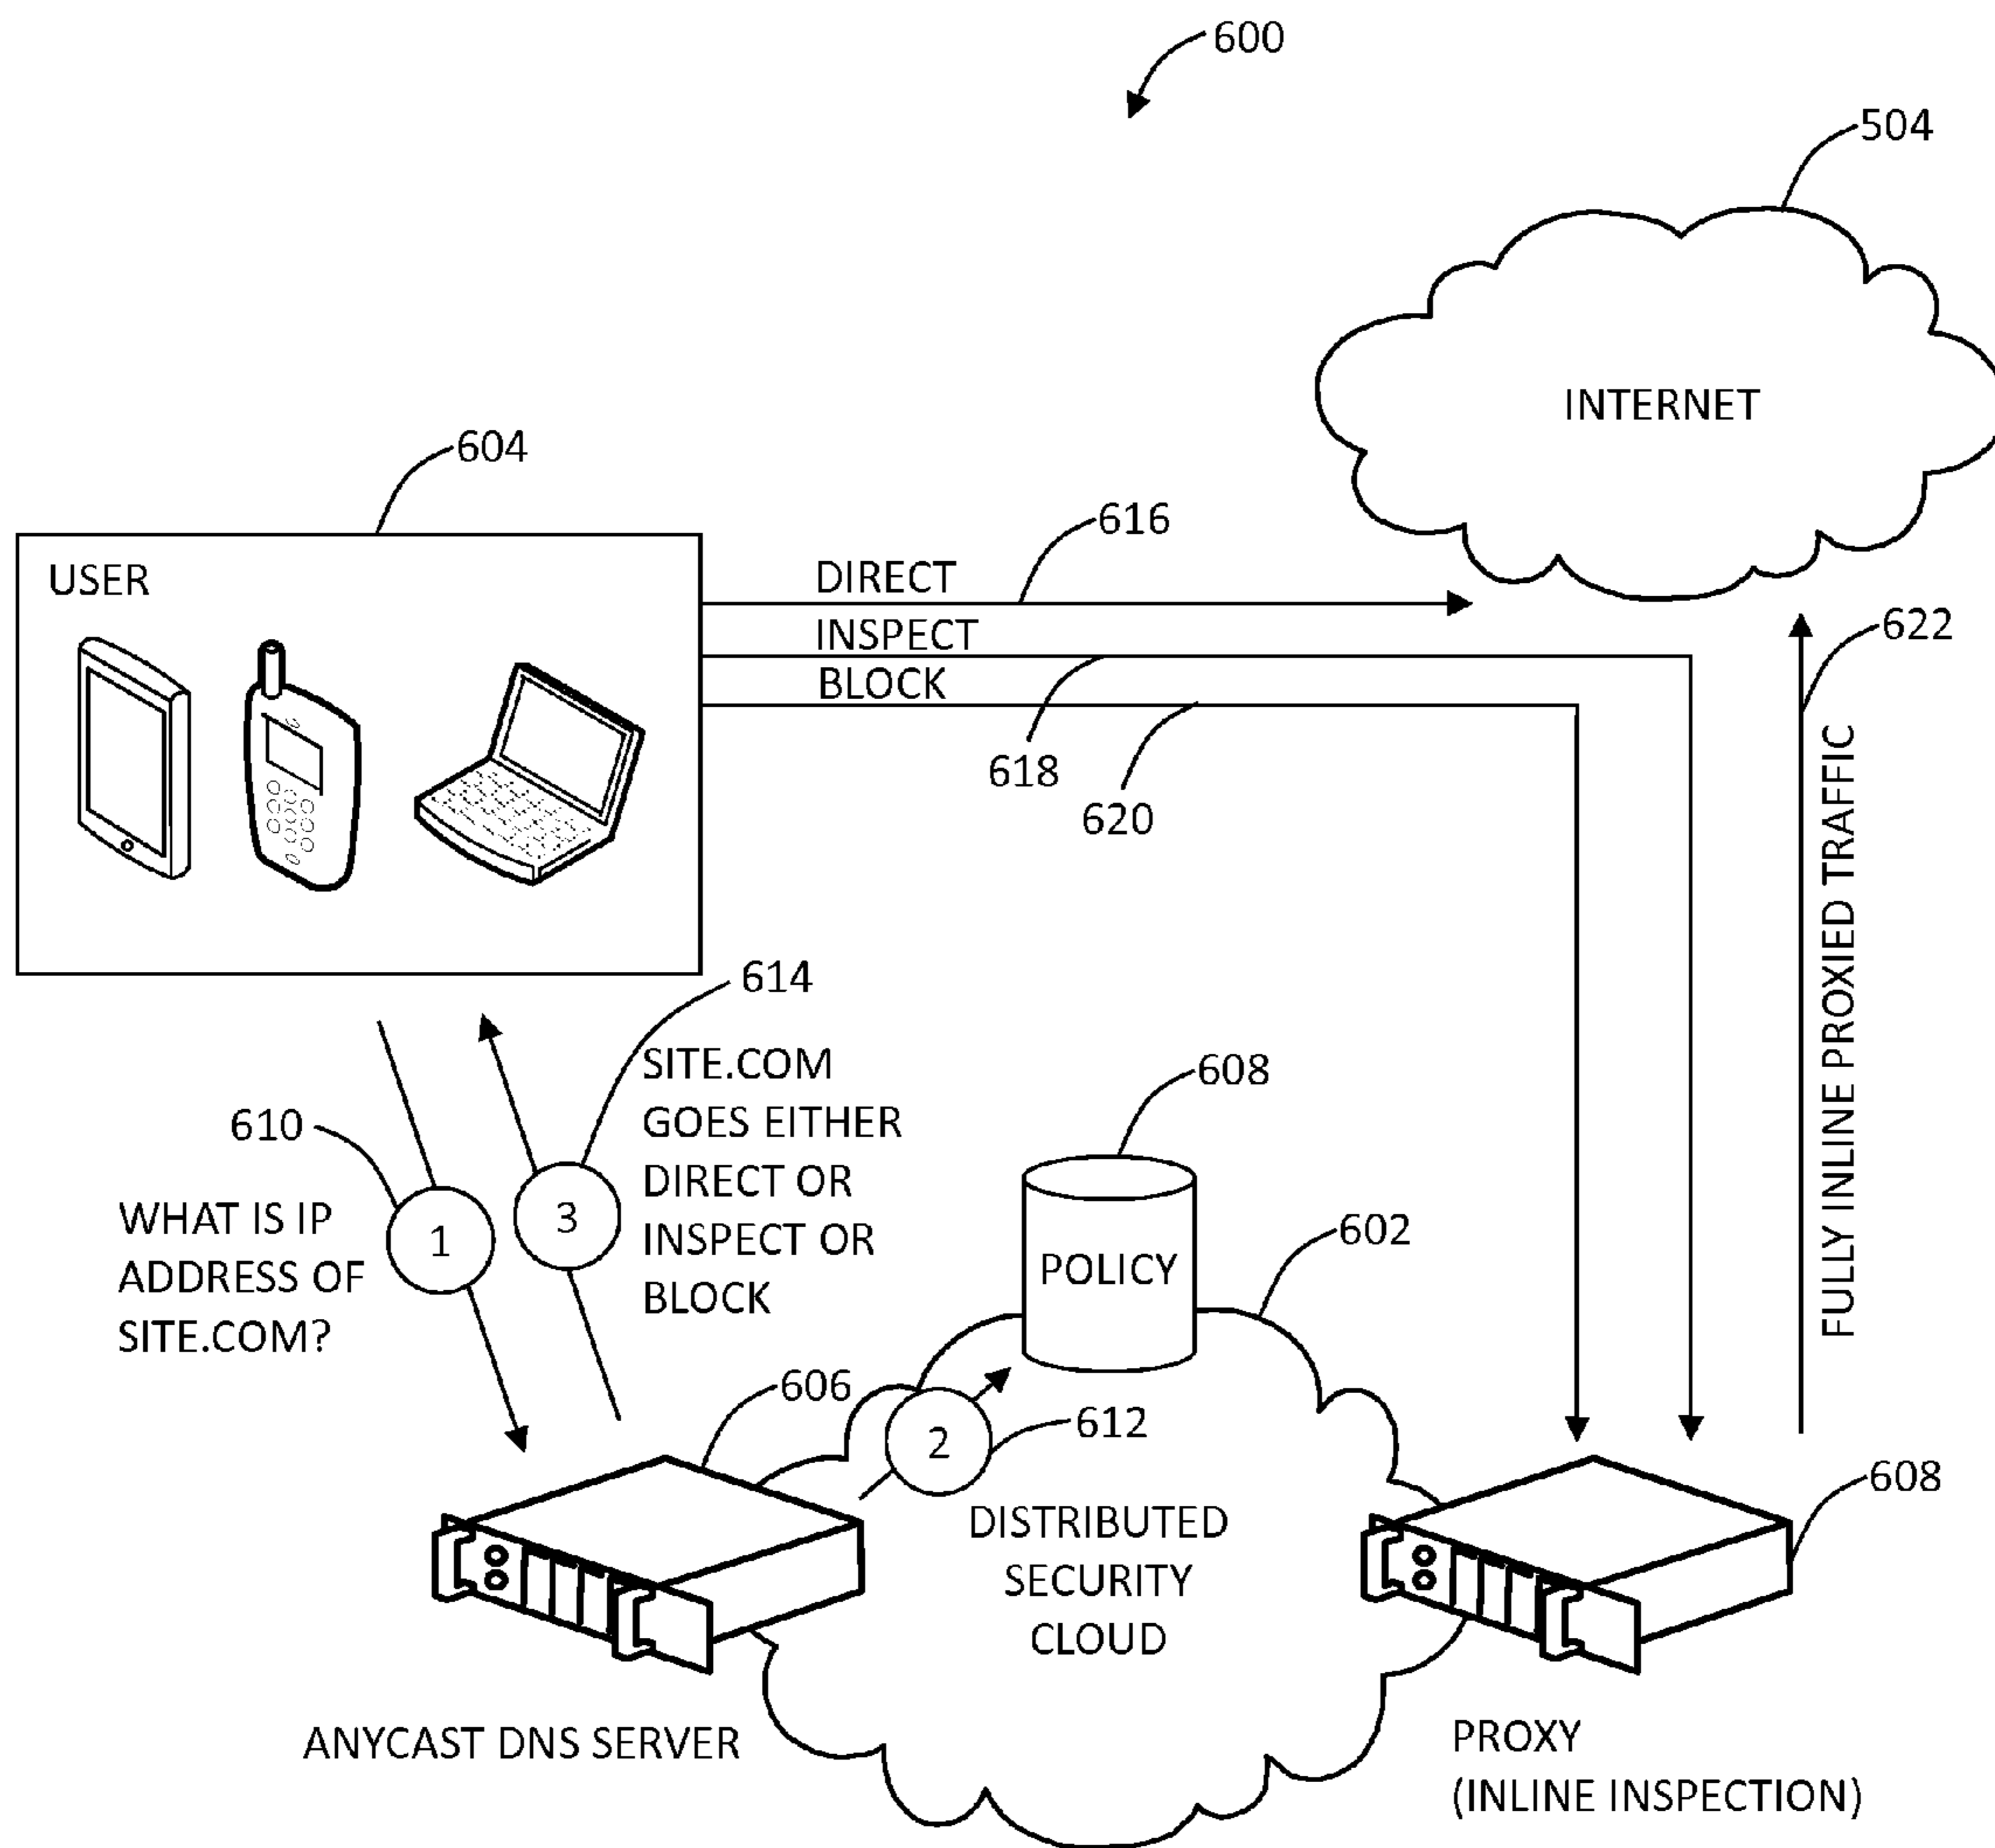 600
504
INTERNET
604
USER
616
DIRECT
INSPECT
BLOCK
618
620
622
FULLY INLINE PROXIED TRAFFIC
614
SITE.COM
GOES EITHER
DIRECT OR
INSPECT OR
BLOCK
610
WHAT IS IP
ADDRESS OF
SITE.COM?
1
3
608
POLICY
602
606
2
612
DISTRIBUTED
SECURITY
CLOUD
608
ANYCAST DNS SERVER
PROXY
(INLINE INSPECTION)